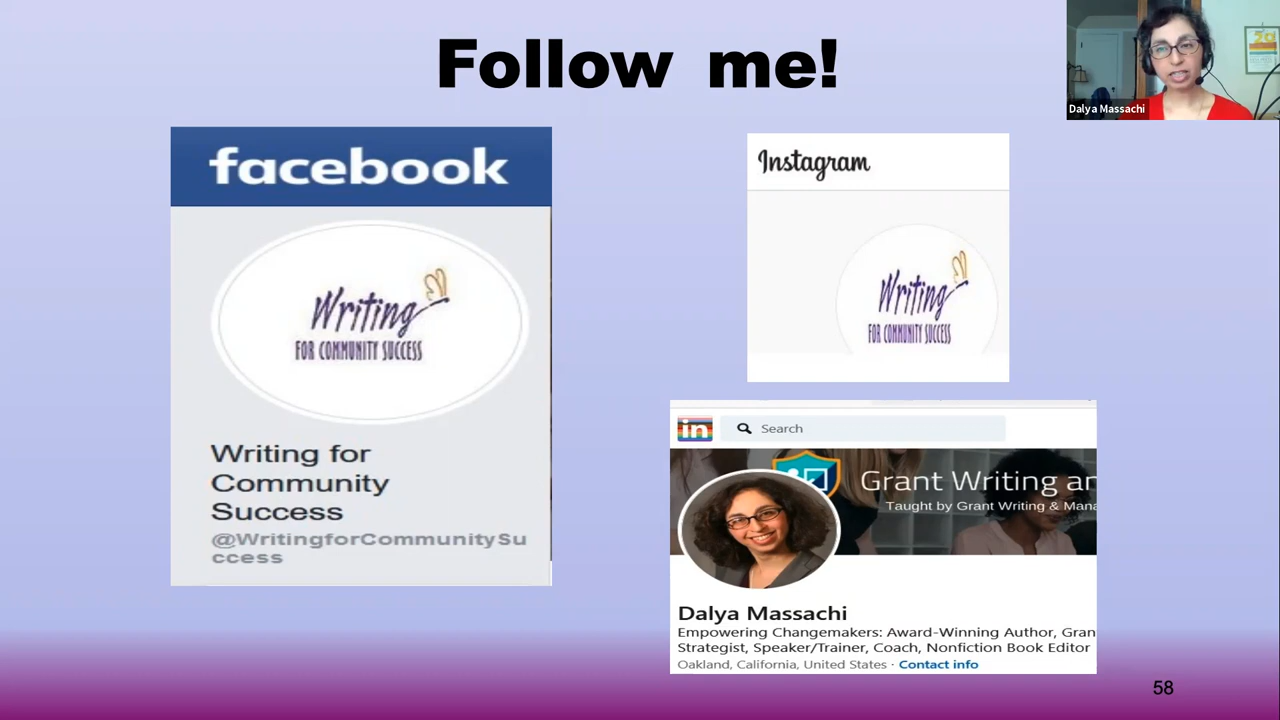 Follow me!
Dalya Massachi
facebook
Writing
FOR COMMUNITY SUCCESS
Writing for
Community
Success
@WritingforCommunitySu
ccess
Instagram
Writing
FOR COMMUNITY SUCCESS
in
Search
Grant Writing an
Taught by Grant Writing & Mana
Dalya Massachi
Empowering Changemakers: Award-Winning Author, Gran
Strategist, Speaker/Trainer, Coach, Nonfiction Book Editor
Oakland, California, United States · Contact info
58